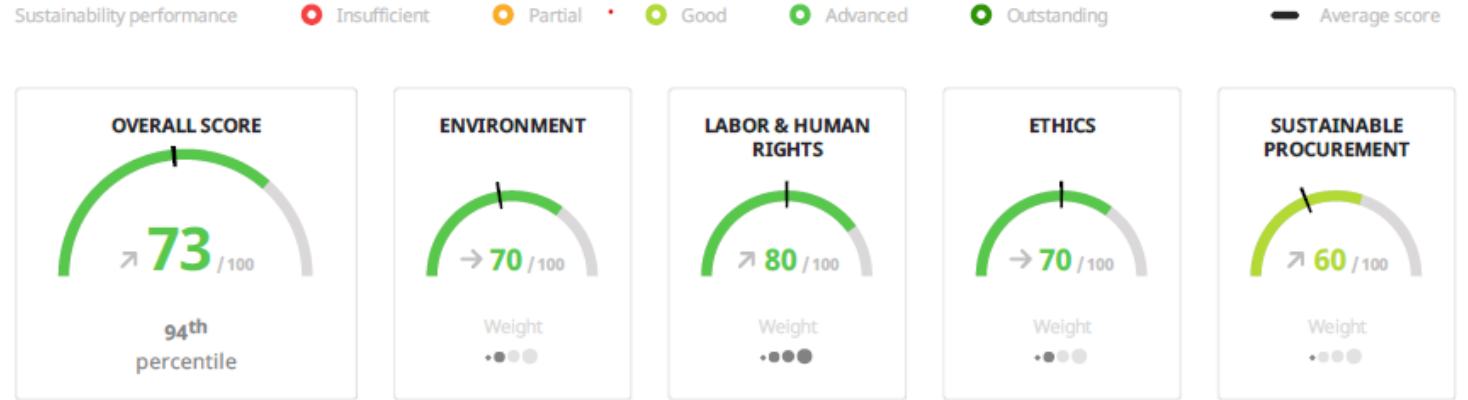 Sustainability performance Insufficient Partial Good Advanced Outstanding Average score
OVERALL SCORE
73 / 100
94th
percentile
ENVIRONMENT
70 / 100
Weight
LABOR & HUMAN
RIGHTS
80 / 100
Weight
ETHICS
70 / 100
Weight
SUSTAINABLE
PROCUREMENT
60 / 100
Weight